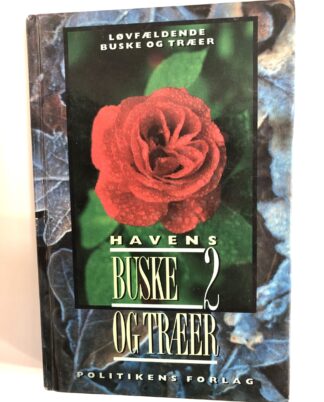 LØVFÆLDENDE
BUSKE OG TRÆER
HAVENS
BUSKE 2
OG TRÆER
POLITIKENS FORLAG